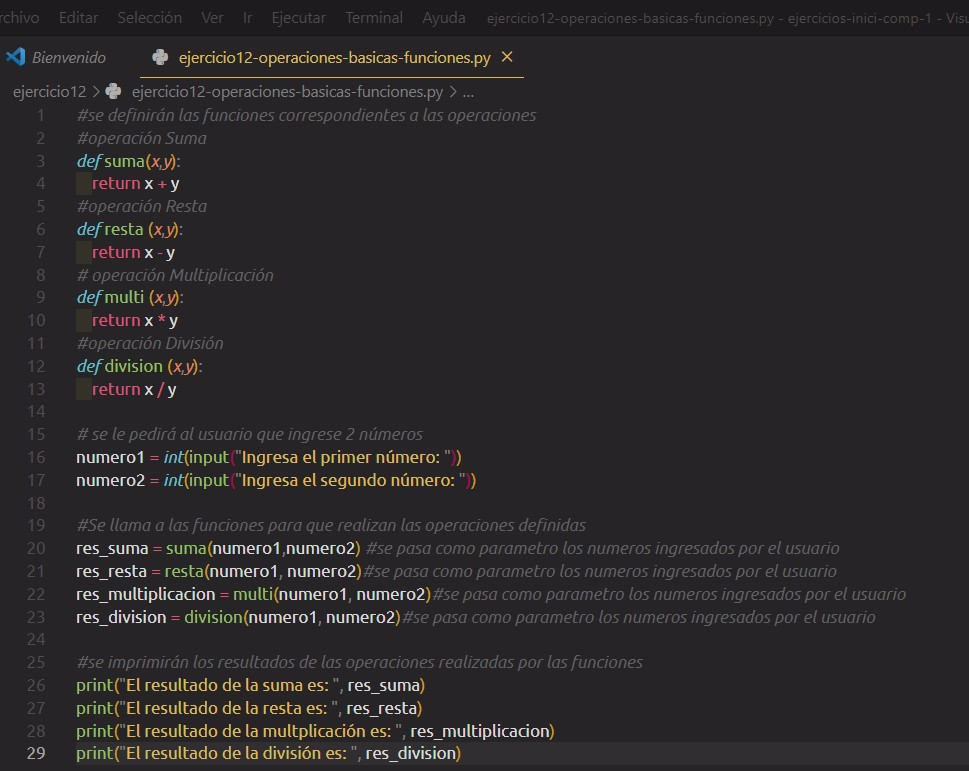 rchivo Editar Selección Ver Ir Ejecutar Terminal Ayuda ejercicio12-operaciones-basicas-funciones.py - ejercicios-inici-comp-1 -
Bienvenido ejercicio12-operaciones-basicas-funciones.py ×
ejercicio12 > ejercicio12-operaciones-basicas-funciones.py > ...
1 #se definirán las funciones correspondientes a las operaciones
2 #operación Suma
3 def suma(x,y):
4 return x + y
5 #operación Resta
6 def resta (x,y):
7 return x - y
8 # operación Multiplicación
9 def multi (x,y):
10 return x * y
11 #operación División
12 def division (x,y):
13 return x / y
14
15 # se le pedirá al usuario que ingrese 2 números
16 numero1 = int(input("Ingresa el primer número: "))
17 numero2 = int(input("Ingresa el segundo número: "))
18
19 #Se llama a las funciones para que realizan las operaciones definidas
20 res_suma = suma(numero1,numero2) #se pasa como parametro los numeros ingresados por el usuario
21 res_resta = resta(numero1, numero2)#se pasa como parametro los numeros ingresados por el usuario
22 res_multiplicacion = multi(numero1, numero2)#se pasa como parametro los numeros ingresados por el usuario
23 res_division = division(numero1, numero2)#se pasa como parametro los numeros ingresados por el usuario
24
25 #se imprimirán los resultados de las operaciones realizadas por las funciones
26 print("El resultado de la suma es: ", res_suma)
27 print("El resultado de la resta es: ", res_resta)
28 print("El resultado de la multplicación es: ", res_multiplicacion)
29 print("El resultado de la división es: ", res_division)